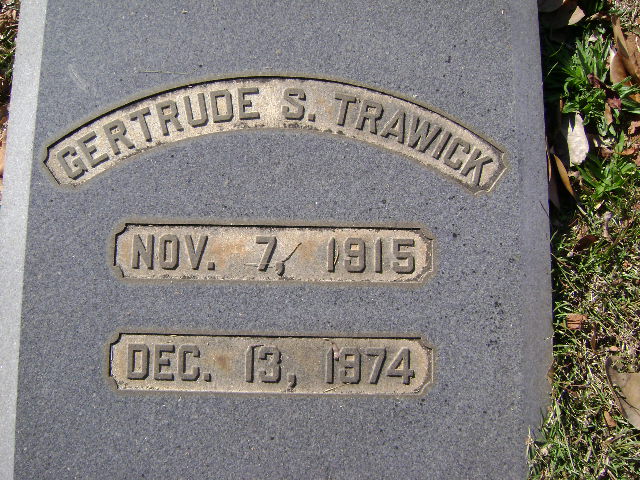 GERTRUDE S. TRAWICK
NOV. 7, 1915
DEC. 13, 1974